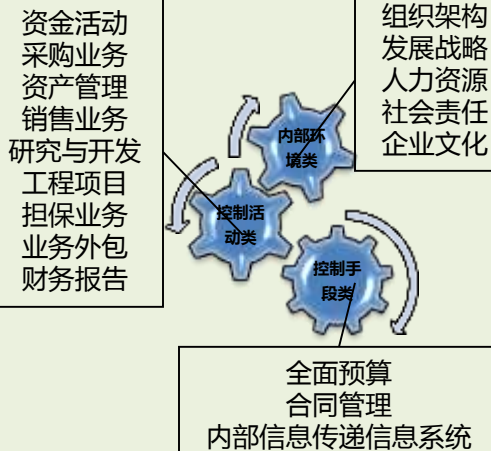 资金活动
采购业务
资产管理
销售业务
研究与开发
工程项目
担保业务
业务外包
财务报告
组织架构
发展战略
人力资源
社会责任
企业文化
内部环
境类
控制活
动类
控制手
段类
全面预算
合同管理
内部信息传递信息系统